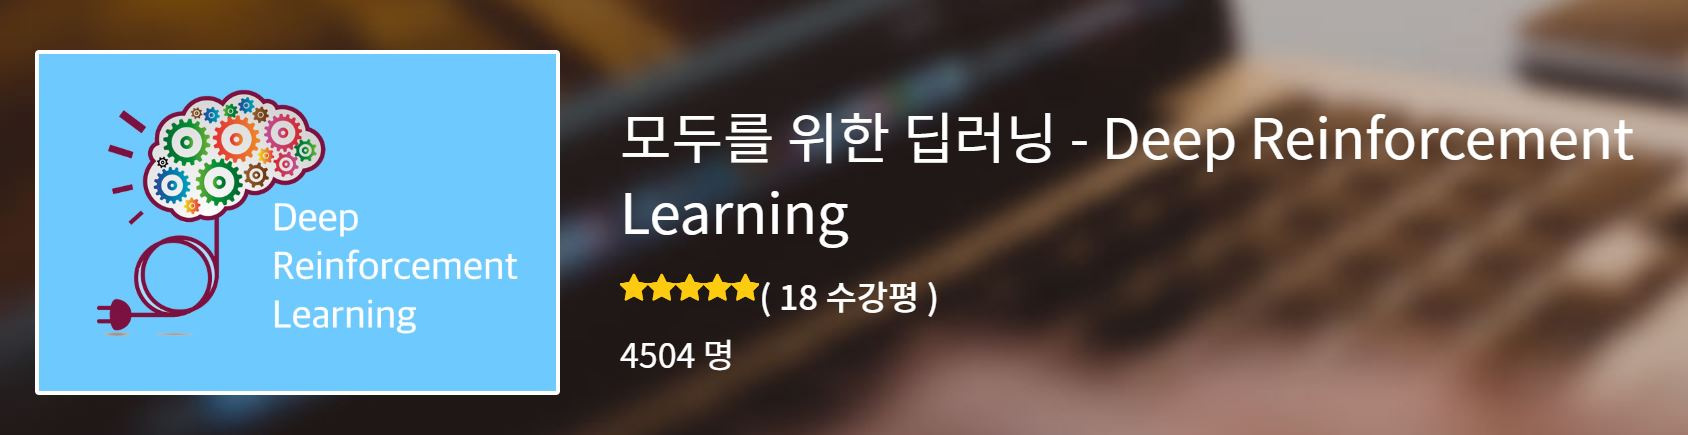 Deep
Reinforcement
Learning
모두를 위한 딥러닝 - Deep Reinforcement
Learning
( 18 수강평 )
4504 명